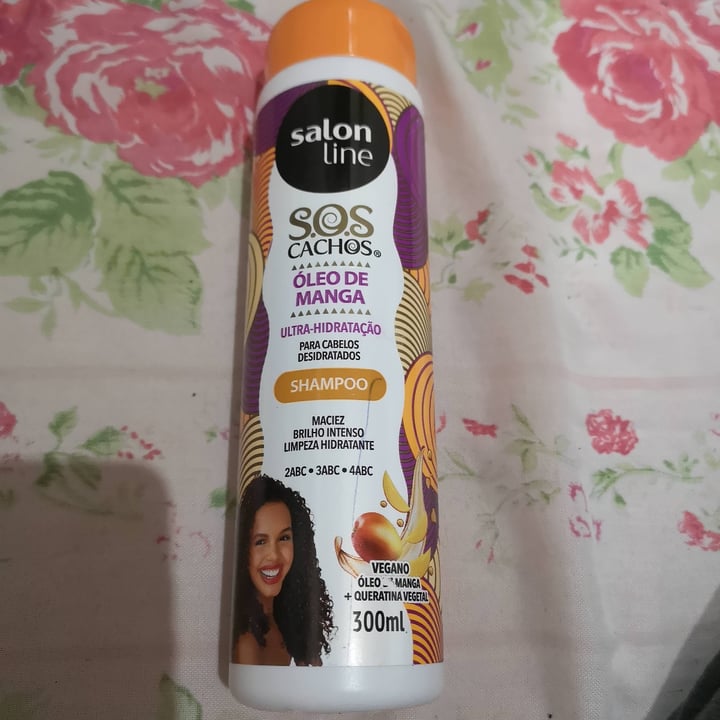 salon
line
S.O.S
CACHOS®
ÓLEO DE
MANGA
ULTRA-HIDRATAÇÃO
PARA CABELOS
DESIDRATADOS
SHAMPOO
MACIEZ
BRILHO INTENSO
LIMPEZA HIDRATANTE
2ABC • 3ABC • 4ABC
VEGANO
ÓLEO MANGA
+ QUERATINA VEGETAL
300ml